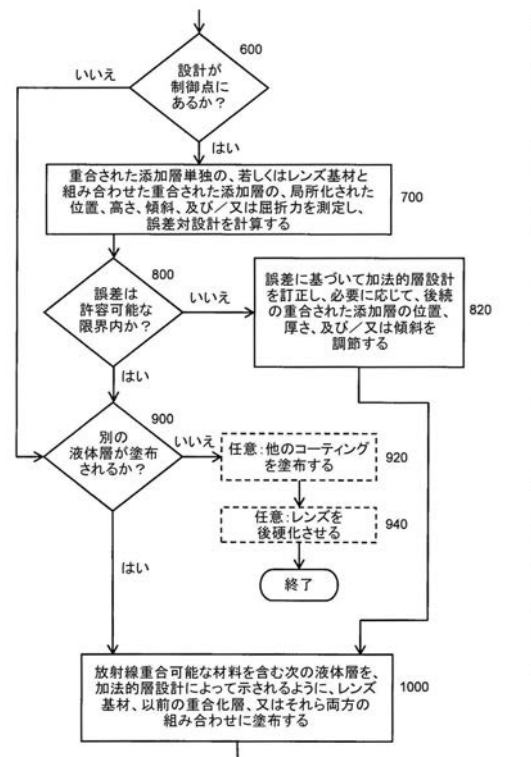 600
設計が
制御点に
あるか？
いいえ
はい
重合された添加層単独の、若しくはレンズ基材と
組み合わせた重合された添加層の、局所化された
位置、高さ、傾斜、及び／又は屈折力を測定し、
誤差対設計を計算する
700
800
誤差は
許容可能な
限界内か？
いいえ
はい
誤差に基づいて加法的層設計
を訂正し、必要に応じて、後続
の重合された添加層の位置、
厚さ、及び／又は傾斜を
調節する
820
900
別の
液体層が塗布
されるか？
いいえ
はい
任意：他のコーティング
を塗布する
920
任意：レンズを
後硬化させる
940
終了
放射線重合可能な材料を含む次の液体層を、
加法的層設計によって示されるように、レンズ
基材、以前の重合化層、又はそれら両方の
組み合わせに塗布する
1000